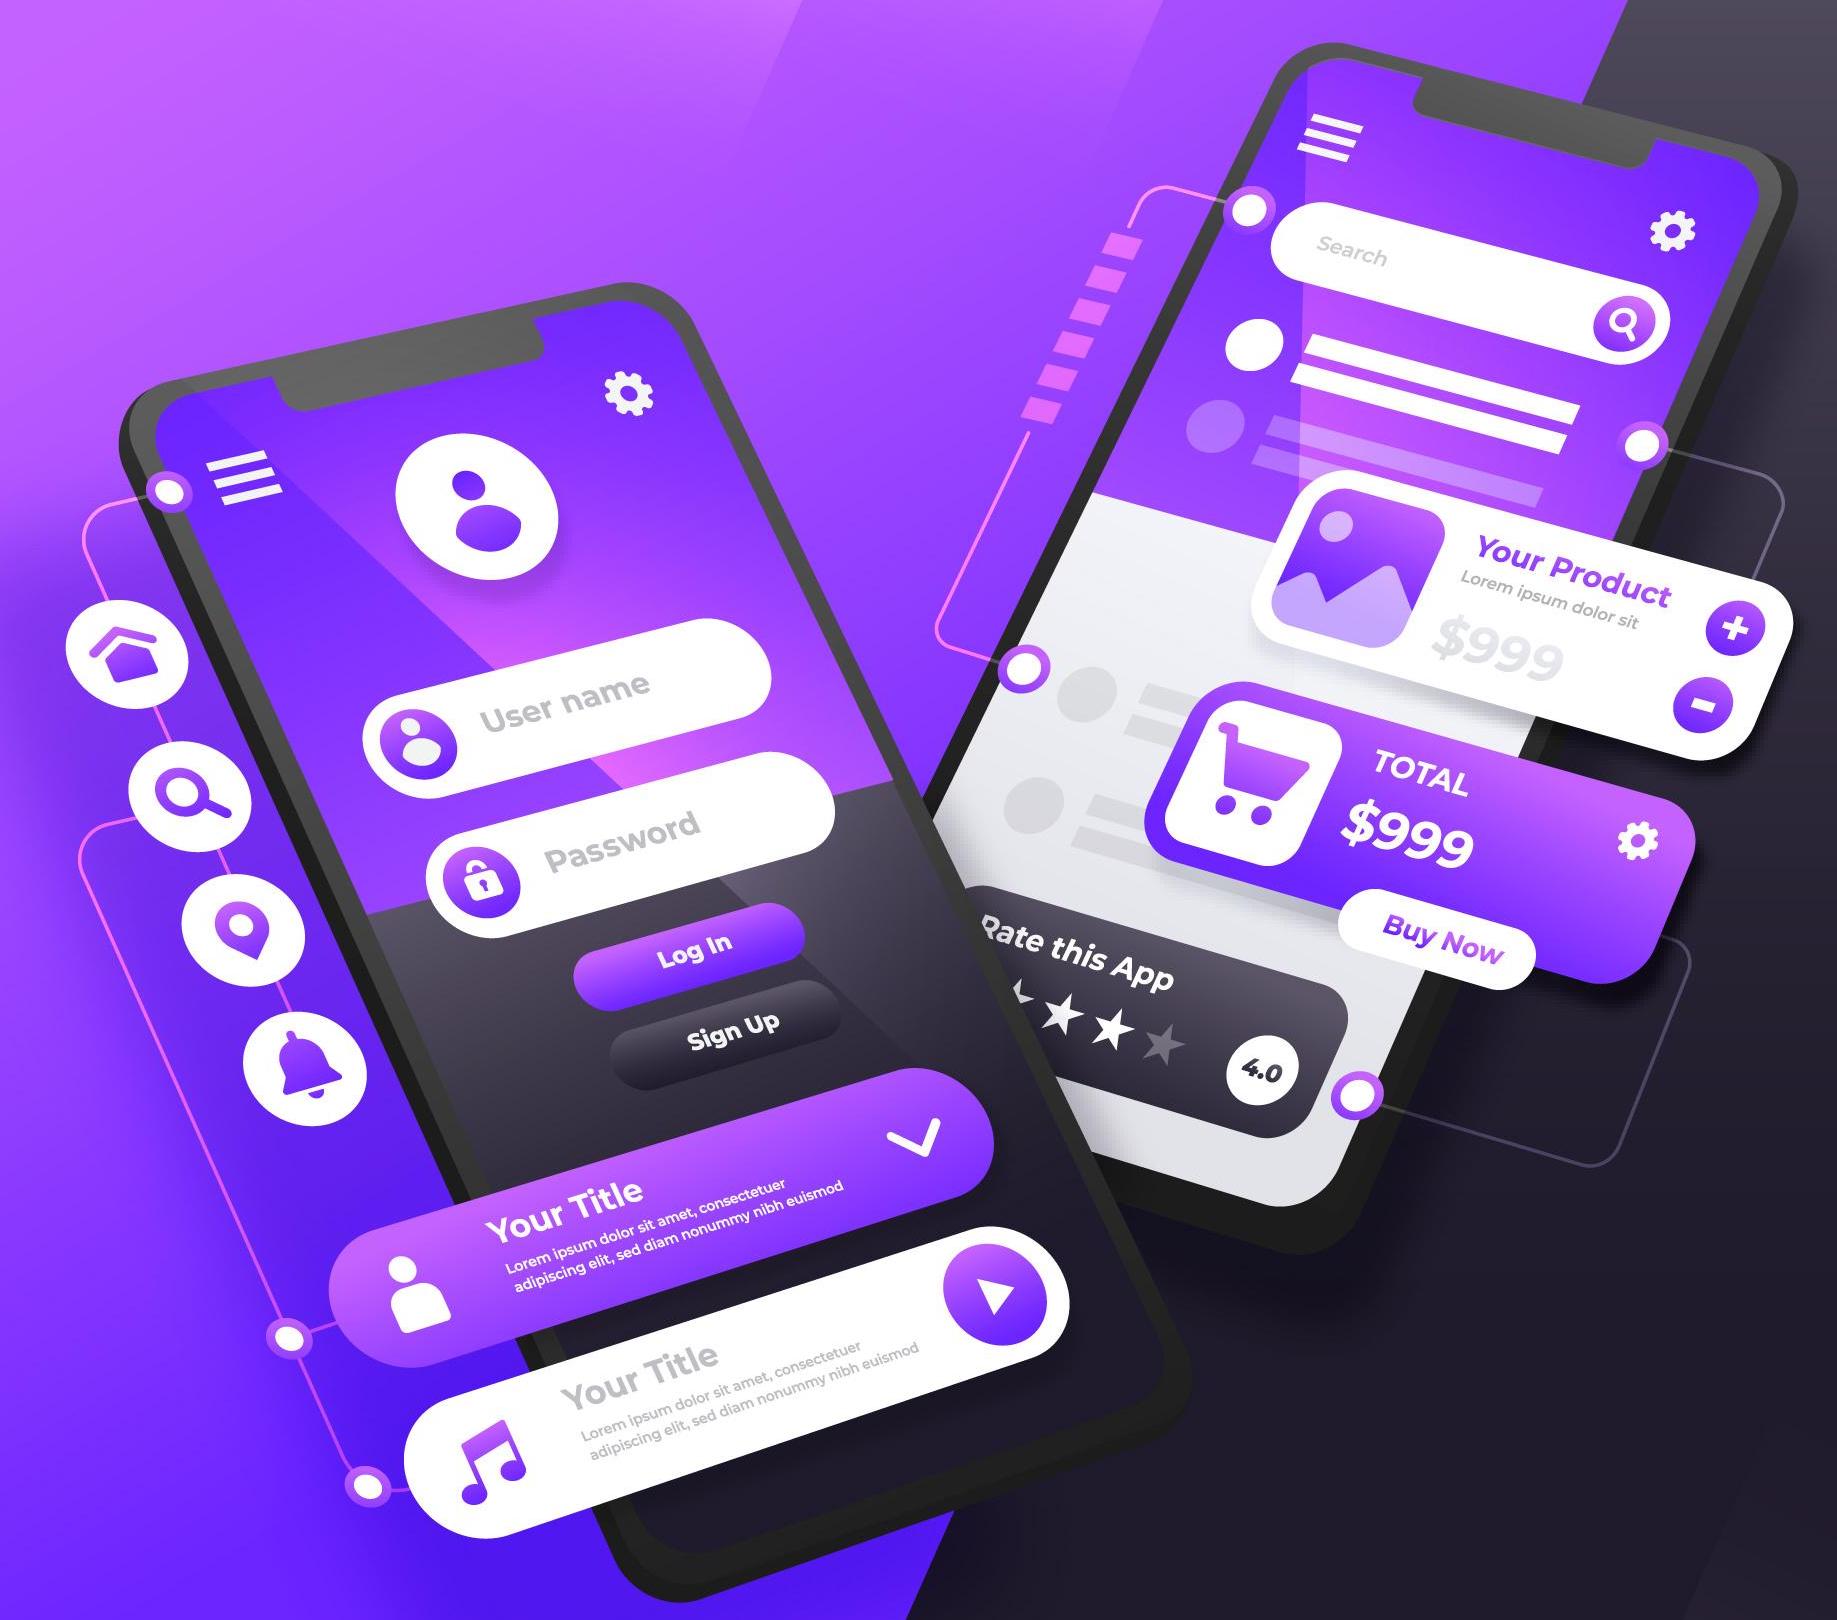 User name
Password
Log In
Sign Up
Your Title
Lorem ipsum dolor sit amet, consectetuer
adipiscing elit, sed diam nonummy nibh euismod
Your Title
Lorem ipsum dolor sit amet, consectetuer
adipiscing elit, sed diam nonummy nibh euismod
Search
Your Product
Lorem ipsum dolor sit
$999
TOTAL
$999
Buy Now
Rate this App
4.0